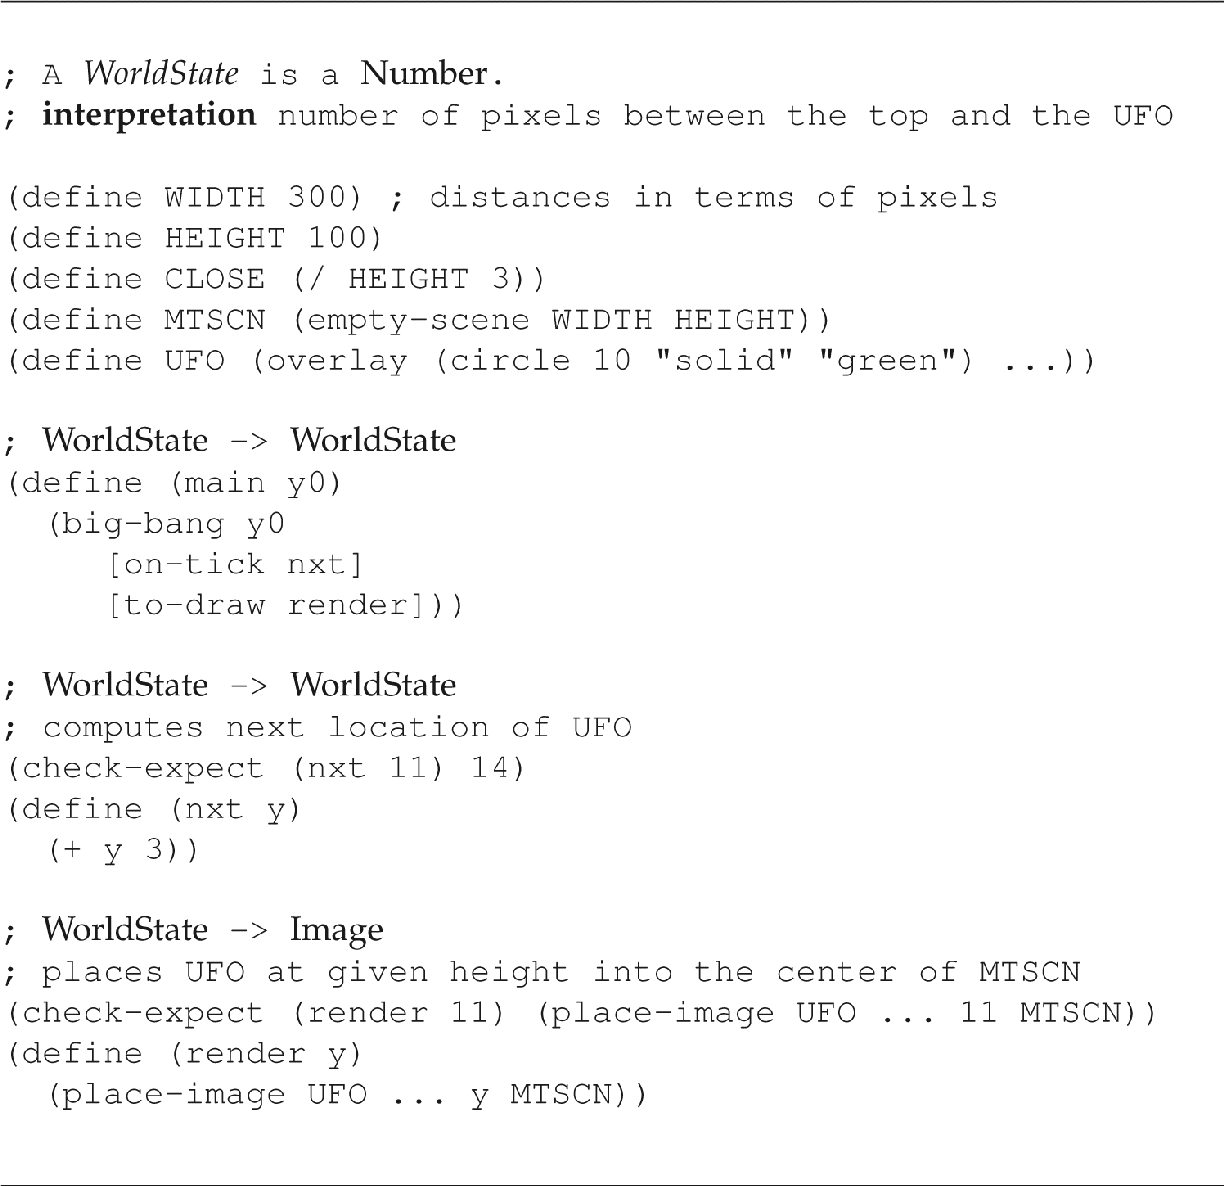 ; A WorldState is a Number.
; interpretation number of pixels between the top and the UFO
(define WIDTH 300) ; distances in terms of pixels
(define HEIGHT 100)
(define CLOSE (/ HEIGHT 3))
(define MTSCN (empty-scene WIDTH HEIGHT))
(define UFO (overlay (circle 10 "solid" "green") ...))
; WorldState -> WorldState
(define (main y0)
(big-bang y0
[on-tick nxt]
[to-draw render]))
; WorldState -> WorldState
; computes next location of UFO
(check-expect (nxt 11) 14)
(define (nxt y)
(+ y 3))
; WorldState -> Image
; places UFO at given height into the center of MTSCN
(check-expect (render 11) (place-image UFO ... 11 MTSCN))
(define (render y)
(place-image UFO ... y MTSCN))